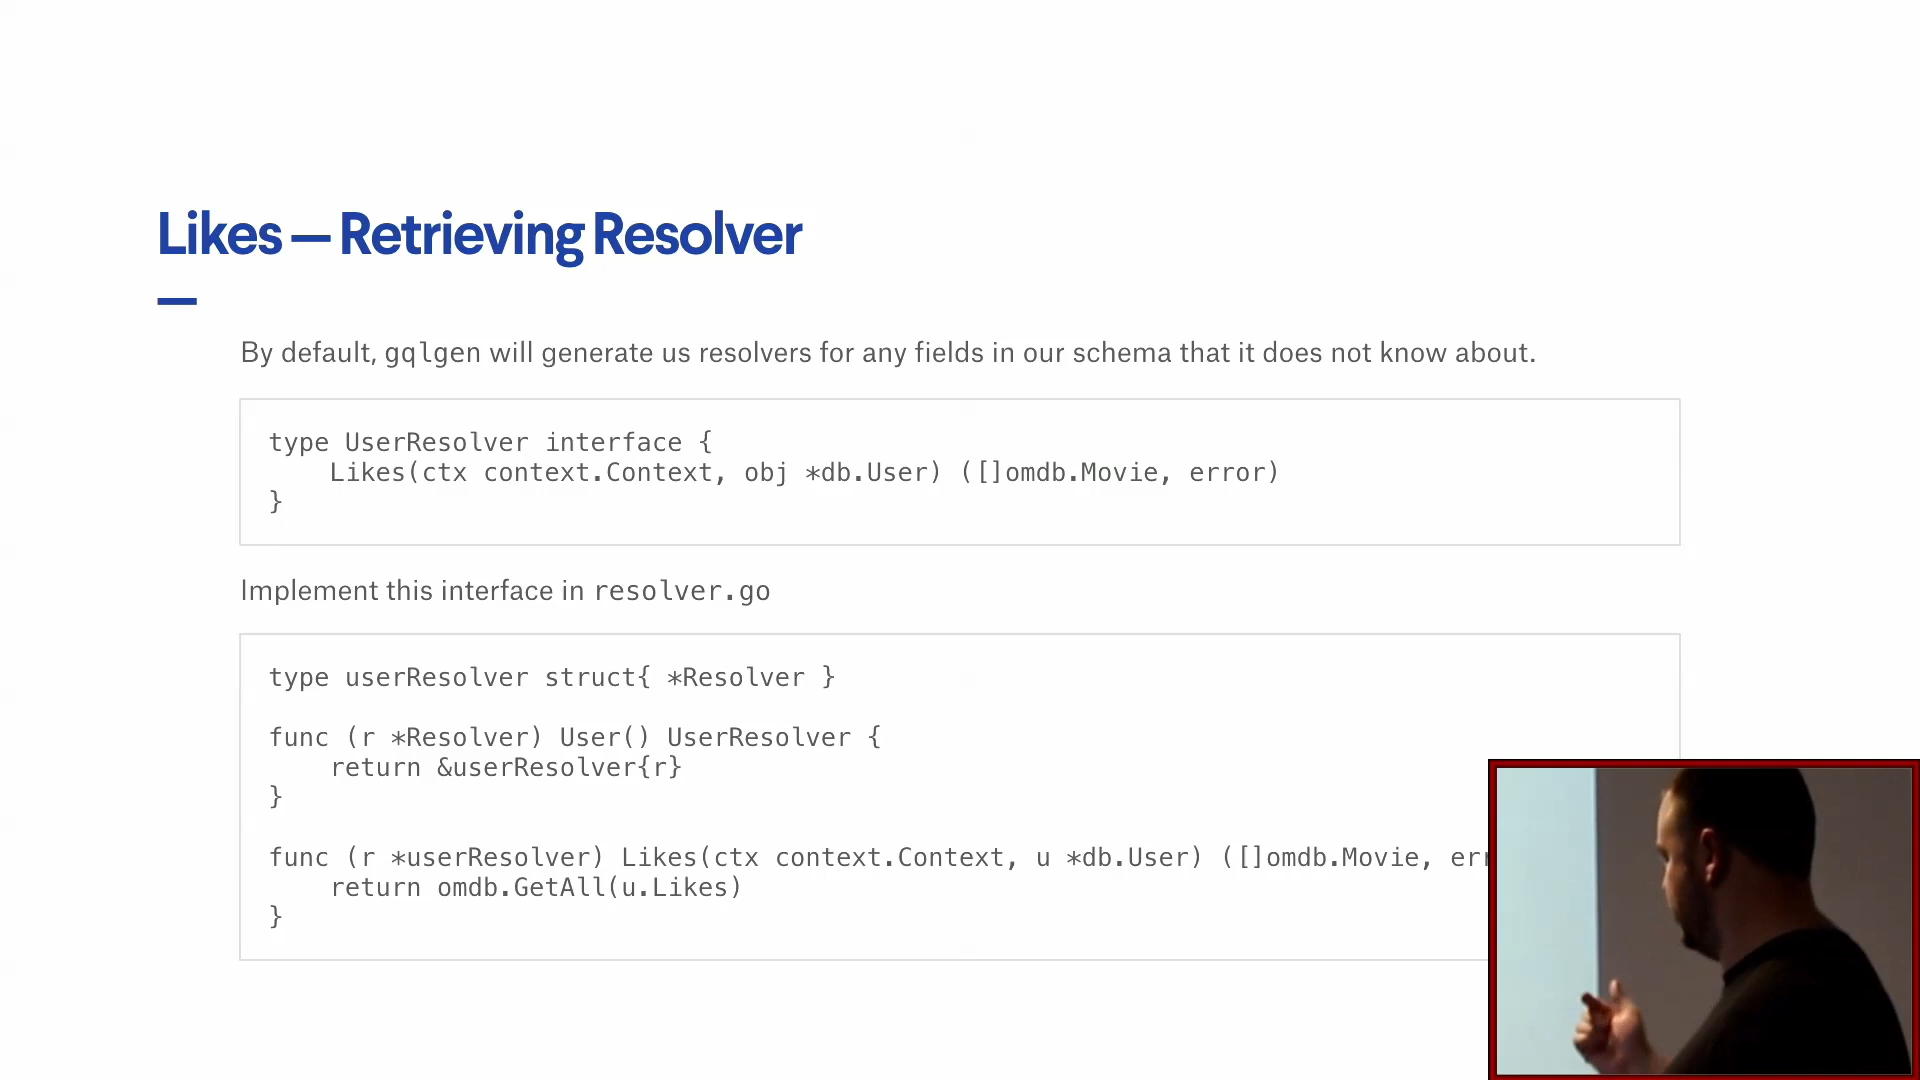 Likes — Retrieving Resolver
—
By default, gqlgen will generate us resolvers for any fields in our schema that it does not know about.
type UserResolver interface {
    Likes(ctx context.Context, obj *db.User) ([]omdb.Movie, error)
}
Implement this interface in resolver.go
type userResolver struct{ *Resolver }
func (r *Resolver) User() UserResolver {
    return &userResolver{r}
}
func (r *userResolver) Likes(ctx context.Context, u *db.User) ([]omdb.Movie,
    return omdb.GetAll(u.Likes)
}